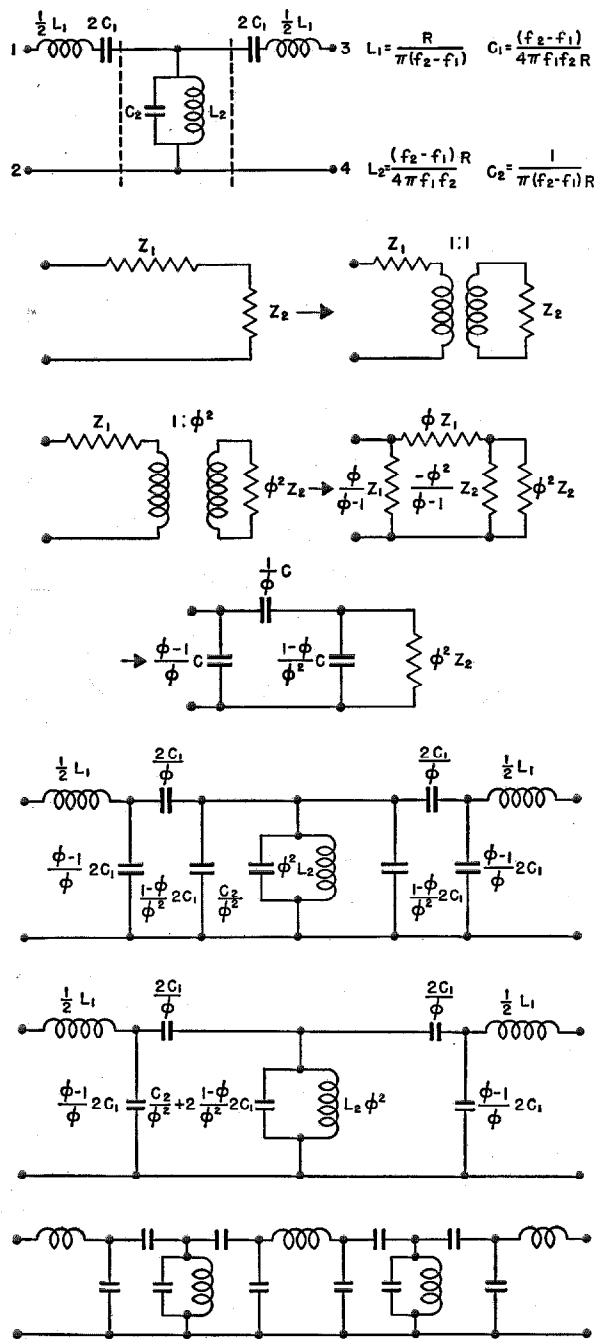 ½ L₁ 2C₁ 2C₁ ½ L₁
1 3 L₁ = R / π(f₂-f₁) C₁ = (f₂-f₁) / 4πf₁f₂R
C₂ L₂
2 4 L₂ = (f₂-f₁)R / 4πf₁f₂ C₂ = 1 / π(f₂-f₁)R
Z₁ Z₁ 1:1
Z₂ Z₂
Z₁ 1:ϕ² ϕZ₁
ϕ²Z₂ ϕ/ϕ-1 Z₁ -ϕ²/ϕ-1 Z₂ ϕ²Z₂
1/ϕ C
ϕ-1/ϕ C 1-ϕ/ϕ² C ϕ²Z₂
½ L₁ 2C₁/ϕ 2C₁/ϕ ½ L₁
ϕ-1/ϕ 2C₁ 1-ϕ/ϕ² 2C₁ C₂/ϕ² ϕ²L₂ 1-ϕ/ϕ² 2C₁ ϕ-1/ϕ 2C₁
½ L₁ 2C₁/ϕ 2C₁/ϕ ½ L₁
ϕ-1/ϕ 2C₁ C₂/ϕ² +2 1-ϕ/ϕ² 2C₁ L₂ϕ² ϕ-1/ϕ 2C₁